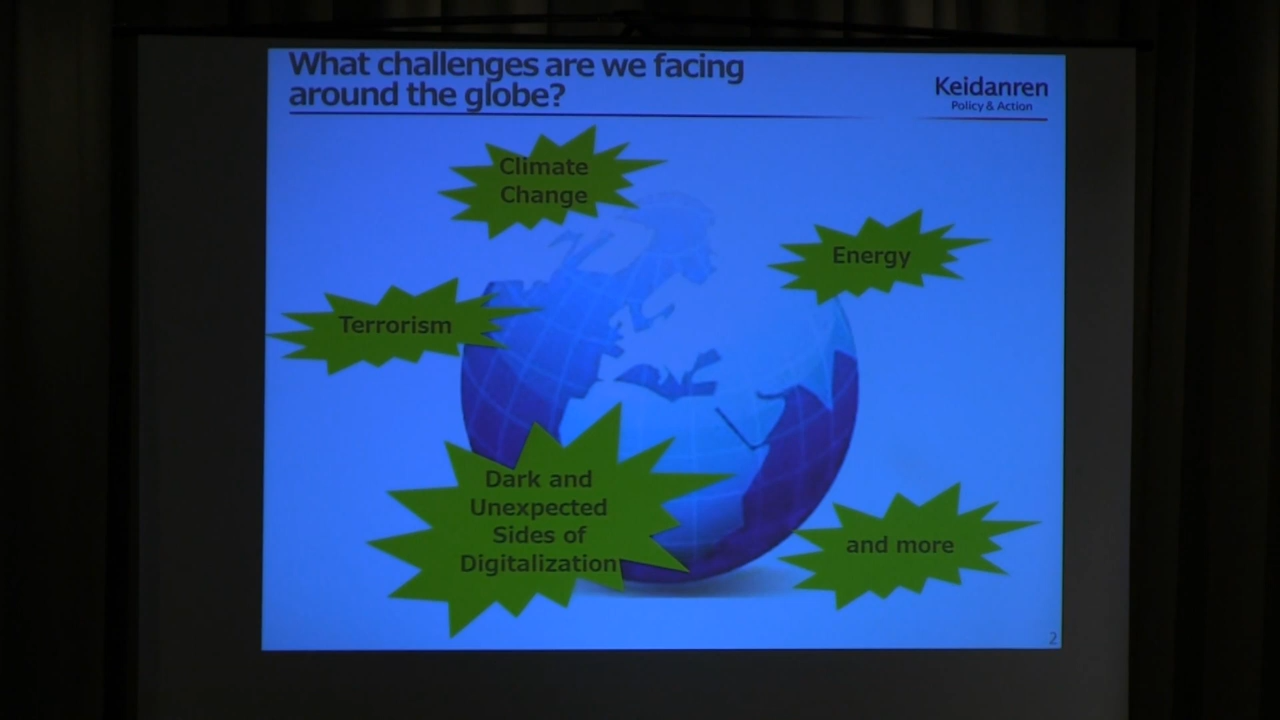 What challenges are we facing
around the globe?
Keidanren
Policy & Action
Climate
Change
Energy
Terrorism
Dark and
Unexpected
Sides of
Digitalization
and more
2